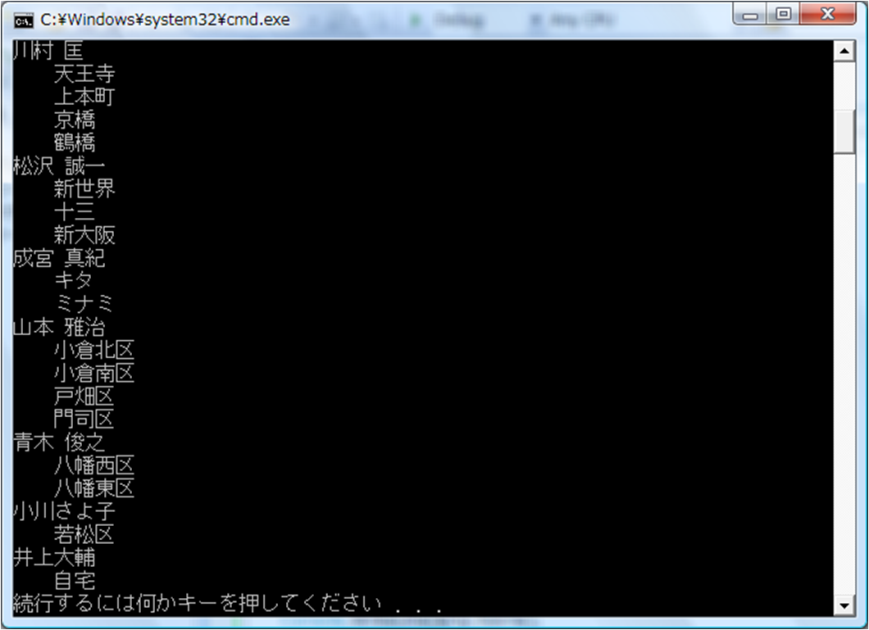 C:¥Windows¥system32¥cmd.exe
川村 匡
天王寺
上本町
京橋
鶴橋
松沢 誠一
新世界
十三
新大阪
成宮 真紀
キタ
ミナミ
山本 雅治
小倉北区
小倉南区
戸畑区
門司区
青木 俊之
八幡西区
八幡東区
小川さよ子
若松区
井上大輔
自宅
続行するには何かキーを押してください . . .